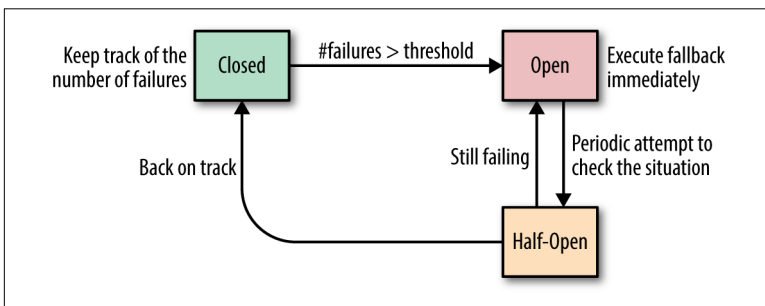 Keep track of the
number of failures
Closed
#failures > threshold
Open
Execute fallback
immediately
Back on track
Still failing
Periodic attempt to
check the situation
Half-Open